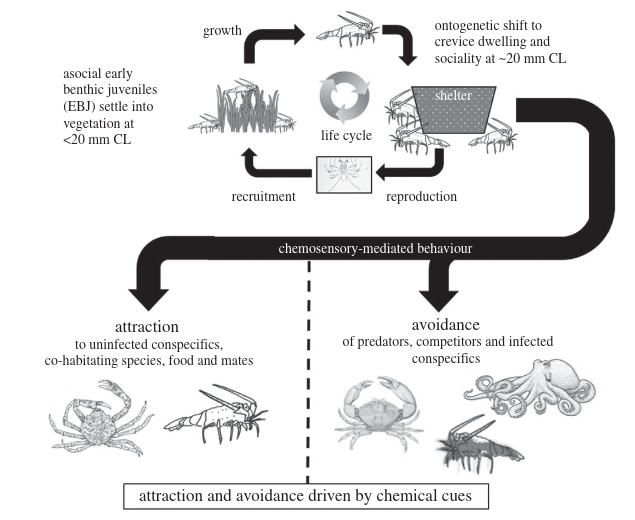 growth
ontogenetic shift to
crevice dwelling and
sociality at ~20 mm CL
asocial early
benthic juveniles
(EBJ) settle into
vegetation at
<20 mm CL
shelter
life cycle
recruitment
reproduction
chemosensory-mediated behaviour
attraction
to uninfected conspecifics,
co-habitating species, food and mates
avoidance
of predators, competitors and infected
conspecifics
attraction and avoidance driven by chemical cues